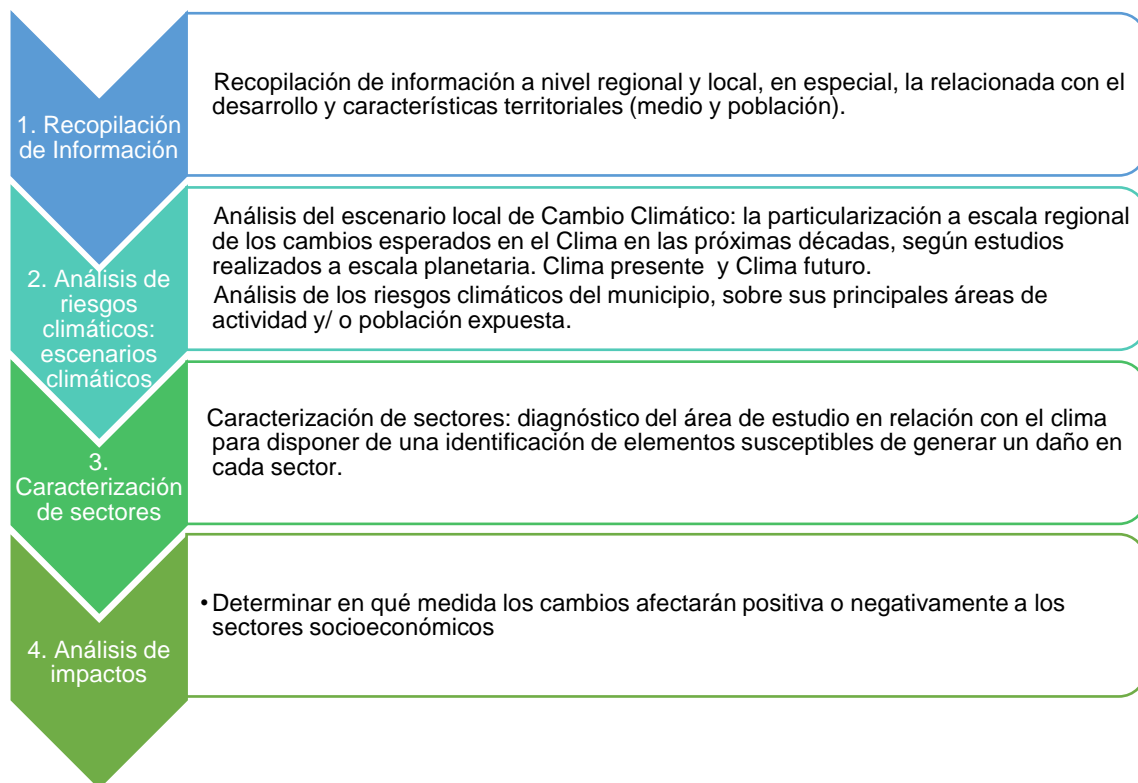 1. Recopilación
de Información
Recopilación de información a nivel regional y local, en especial, la relacionada con el
desarrollo y características territoriales (medio y población).
2. Análisis de
riesgos
climáticos:
escenarios
climáticos
Análisis del escenario local de Cambio Climático: la particularización a escala regional
de los cambios esperados en el Clima en las próximas décadas, según estudios
realizados a escala planetaria. Clima presente  y Clima futuro.
Análisis de los riesgos climáticos del municipio, sobre sus principales áreas de
actividad y/ o población expuesta.
3.
Caracterización
de sectores
Caracterización de sectores: diagnóstico del área de estudio en relación con el clima
para disponer de una identificación de elementos susceptibles de generar un daño en
cada sector.
4. Análisis de
impactos
• Determinar en qué medida los cambios afectarán positiva o negativamente a los
sectores socioeconómicos